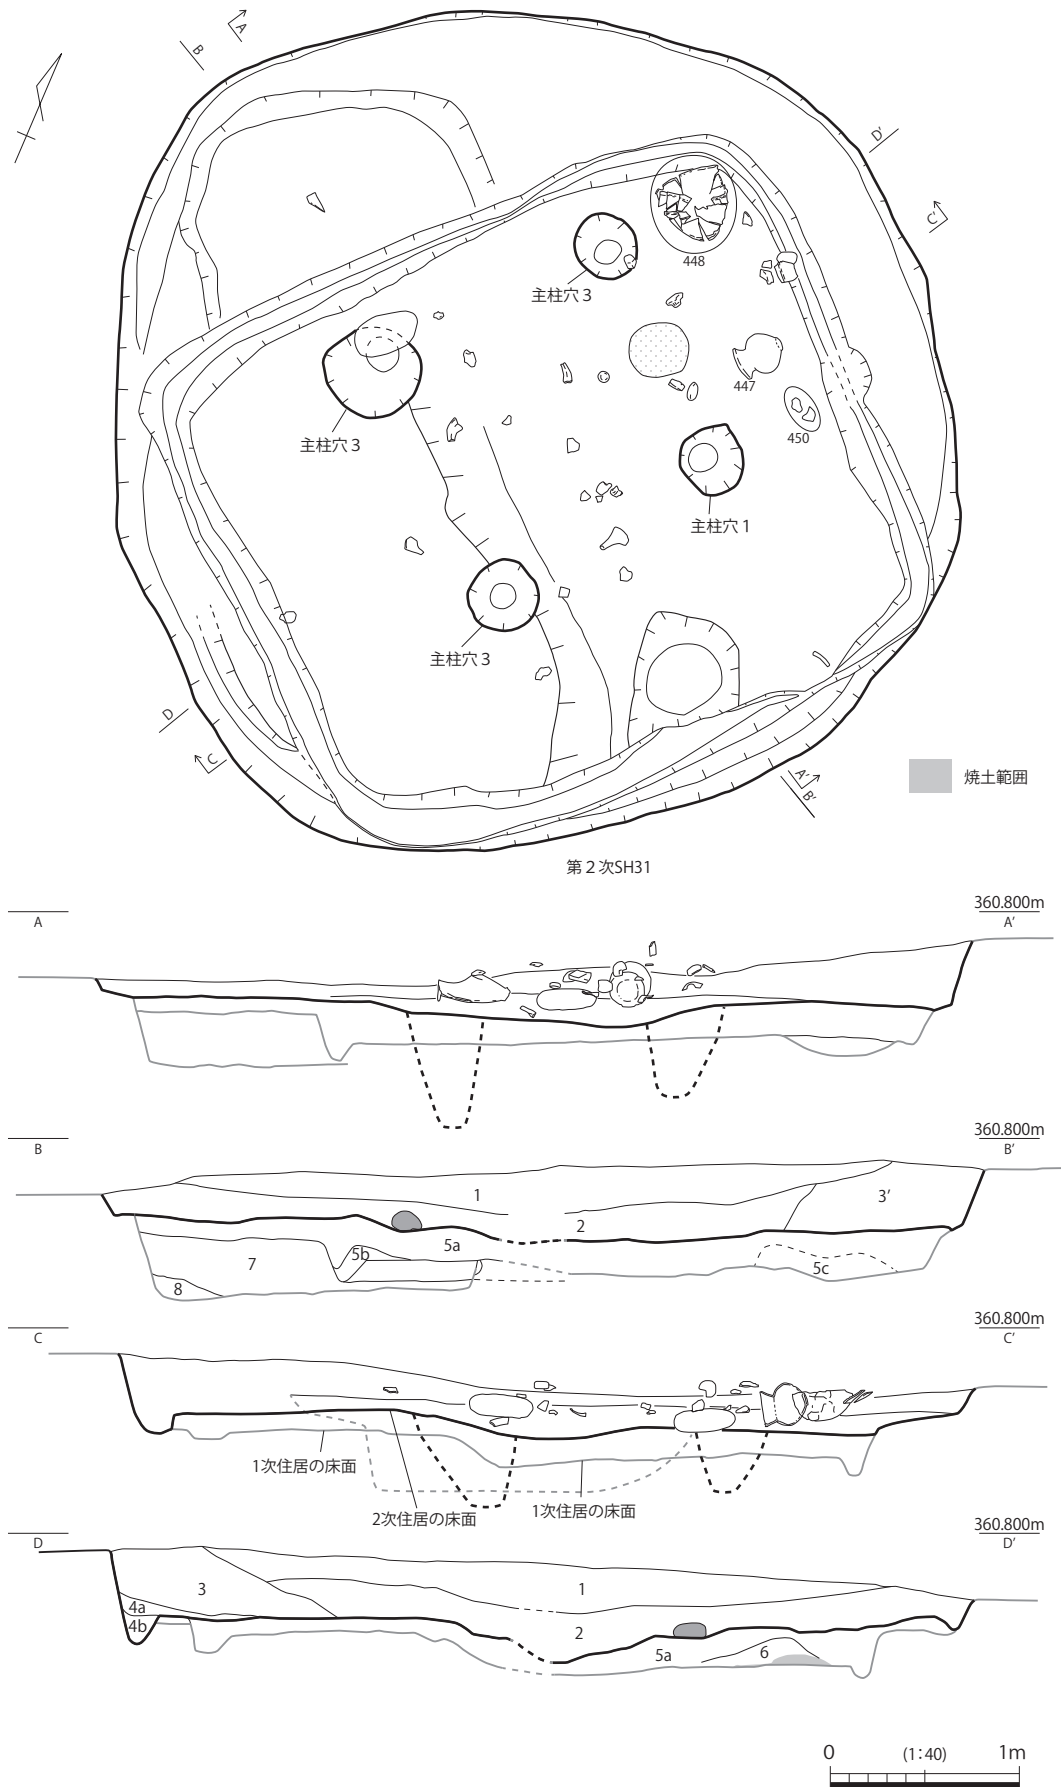 A
B
D'
C'
448
主柱穴3
447
主柱穴3
450
主柱穴1
主柱穴3
D
C
A'
B'
焼土範囲
第2次SH31
360.800m
A
A'
360.800m
B
B'
1
3'
2
5a
5b
7
5c
8
360.800m
C
C'
1次住居の床面
2次住居の床面
1次住居の床面
360.800m
D
D'
3
1
4a
4b
2
5a
6
0 (1:40) 1m